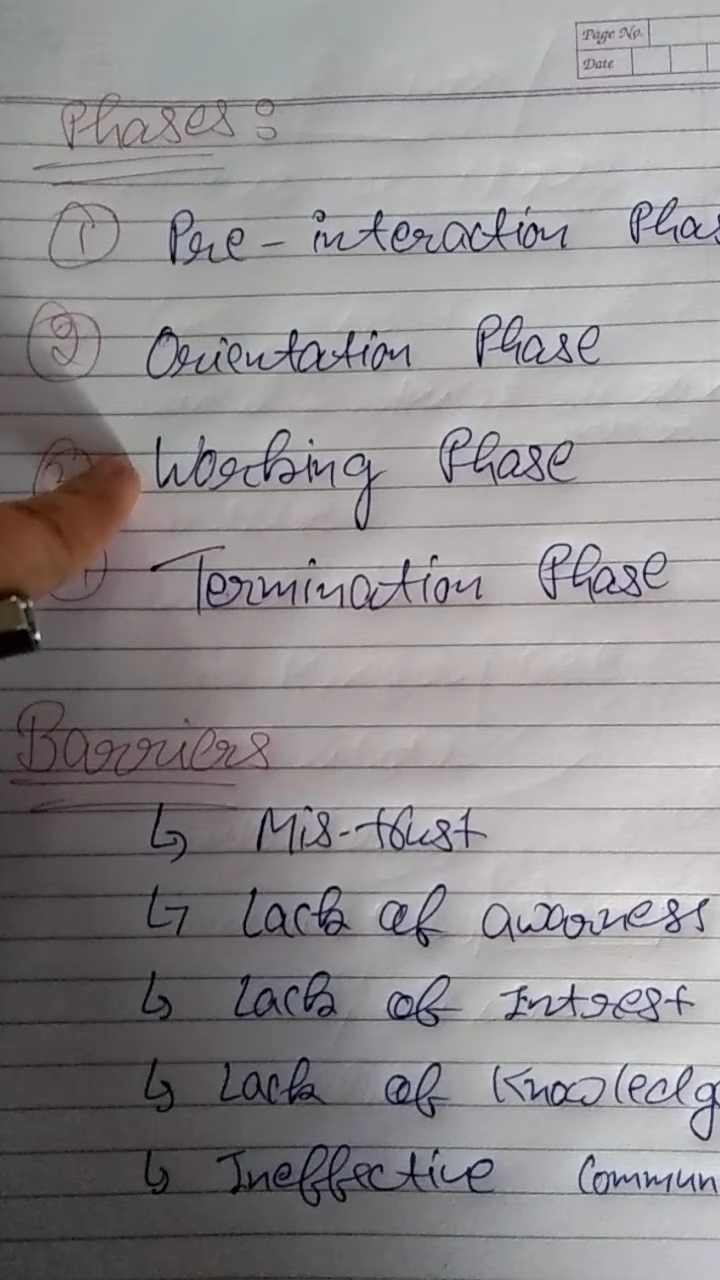 Page No.
Date
Phases :
1 Pre-interaction Phas
2 Orientation Phase
Working Phase
Termination Phase
Barriers
↳ Mis-trust
↳ Lack of awarness
↳ Lack of Intrest
↳ Lack of Knowledg
↳ Ineffective Commun